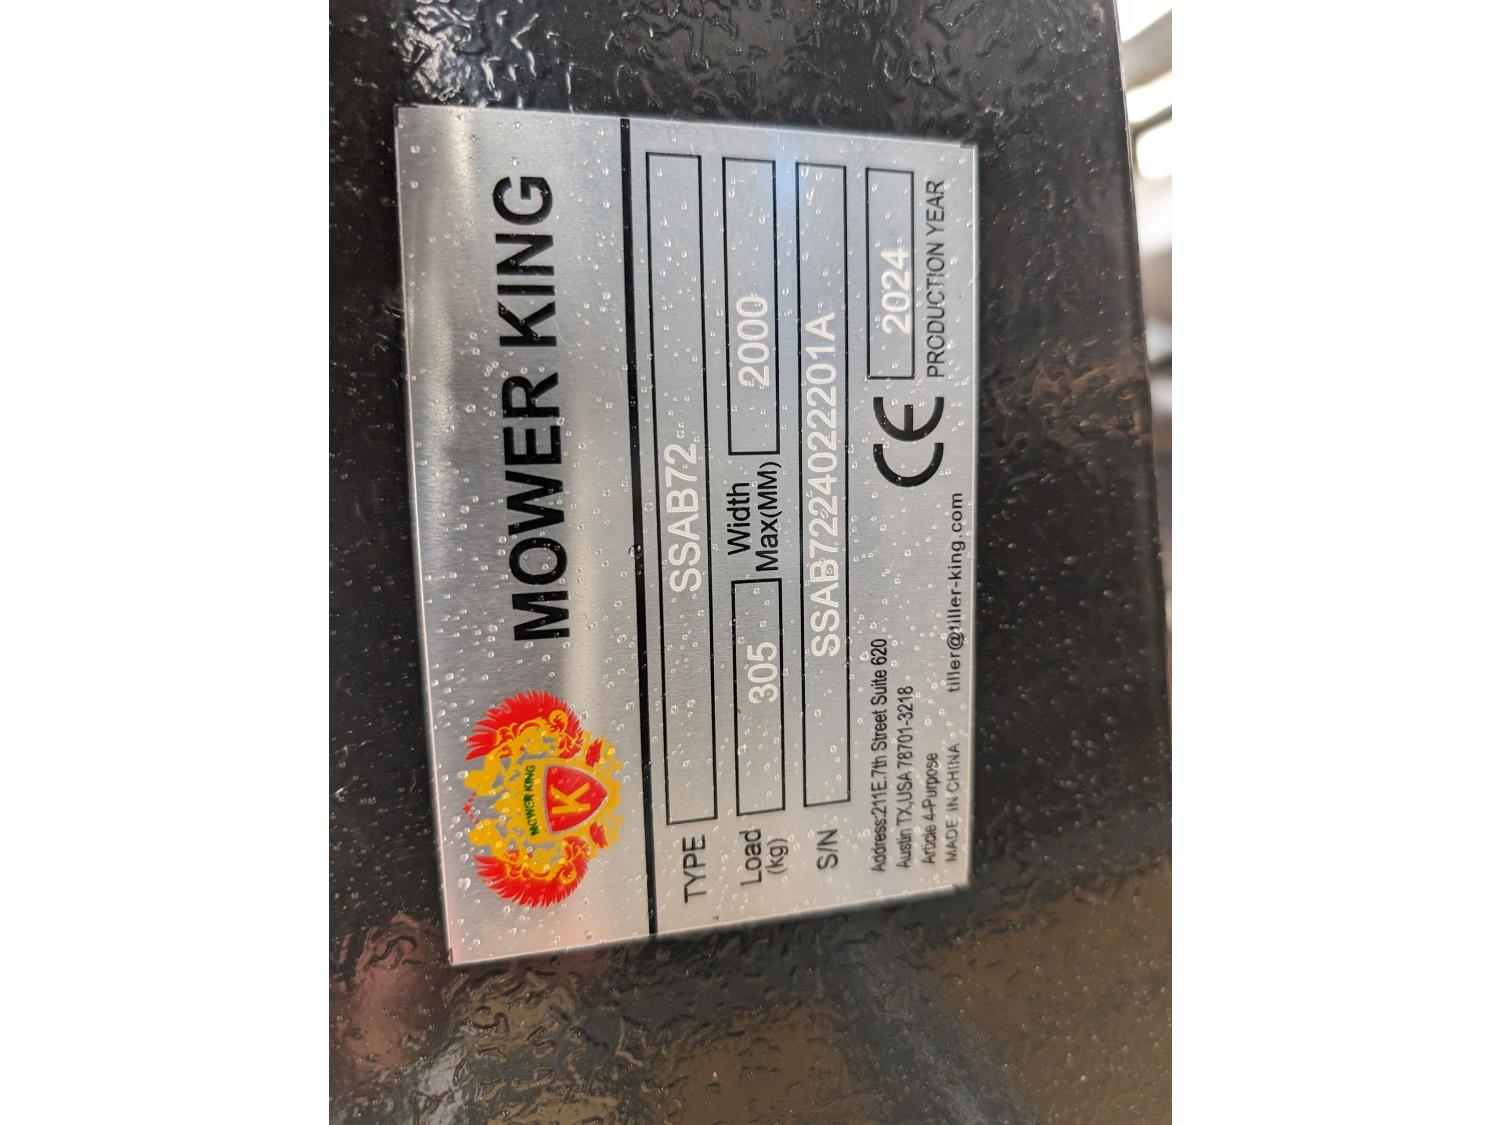 MOWER KING
K
MOWER KING
TYPE SSAB72
Load (kg) 305 Width Max(MM) 2000
S/N SSAB7224022201A
Address:211E.7th Street Suite 620
Austin TX,USA 78701-3218
Article 4-Purpose
MADE IN CHINA tiller@tiller-king.com
CE
2024
PRODUCTION YEAR